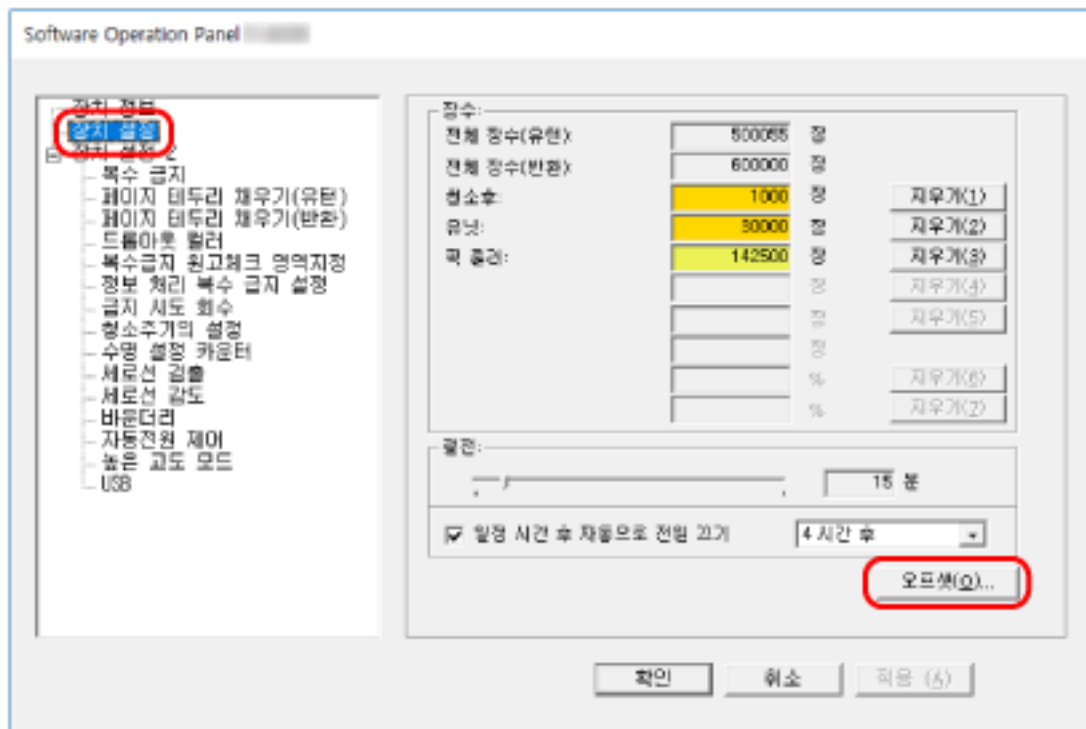 Software Operation Panel
장치 정보
장치 설정
장치 설정 2
복수 급지
페이지 테두리 채우기(유턴)
페이지 테두리 채우기(반환)
드롭아웃 컬러
복수급지 원고체크 영역지정
정보 처리 복수 급지 설정
급지 시도 회수
청소주기의 설정
수명 설정 카운터
세로선 검출
세로선 감도
바운더리
자동전원 제어
높은 고도 모드
USB
장수:
전체 장수(유턴): 장
전체 장수(반환): 600000 장
청소후: 1000 장 지우기(1)
유닛: 30000 장 지우기(2)
픽 롤러: 142500 장 지우기(3)
장 지우기(4)
장 지우기(5)
장
% 지우기(6)
% 지우기(7)
절전:
15 분
일정 시간 후 자동으로 전원 끄기 4 시간 후
오프셋(O)...
확인 취소 적용 (A)